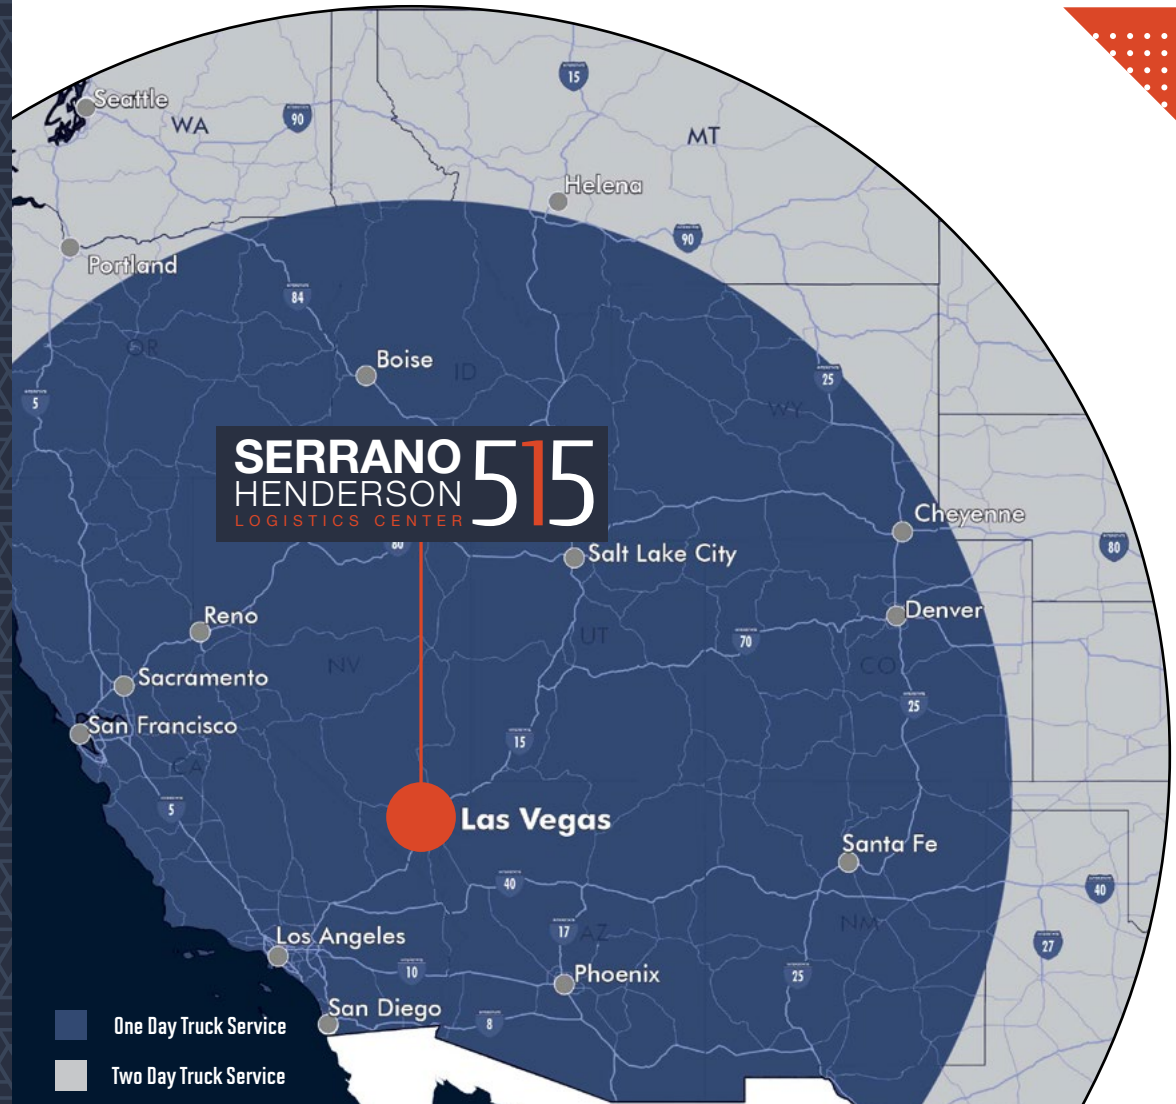 15
Seattle
WA
90
MT
Helena
90
Portland
84
OR
Boise
ID
25
5
WY
SERRANO
HENDERSON
LOGISTICS CENTER
515
Cheyenne
80
80
Salt Lake City
Reno
Denver
UT
70
NV
CO
Sacramento
25
San Francisco
15
CA
5
Las Vegas
Santa Fe
40
40
NM
17
AZ
Los Angeles
27
10
Phoenix
25
San Diego
8
One Day Truck Service
Two Day Truck Service